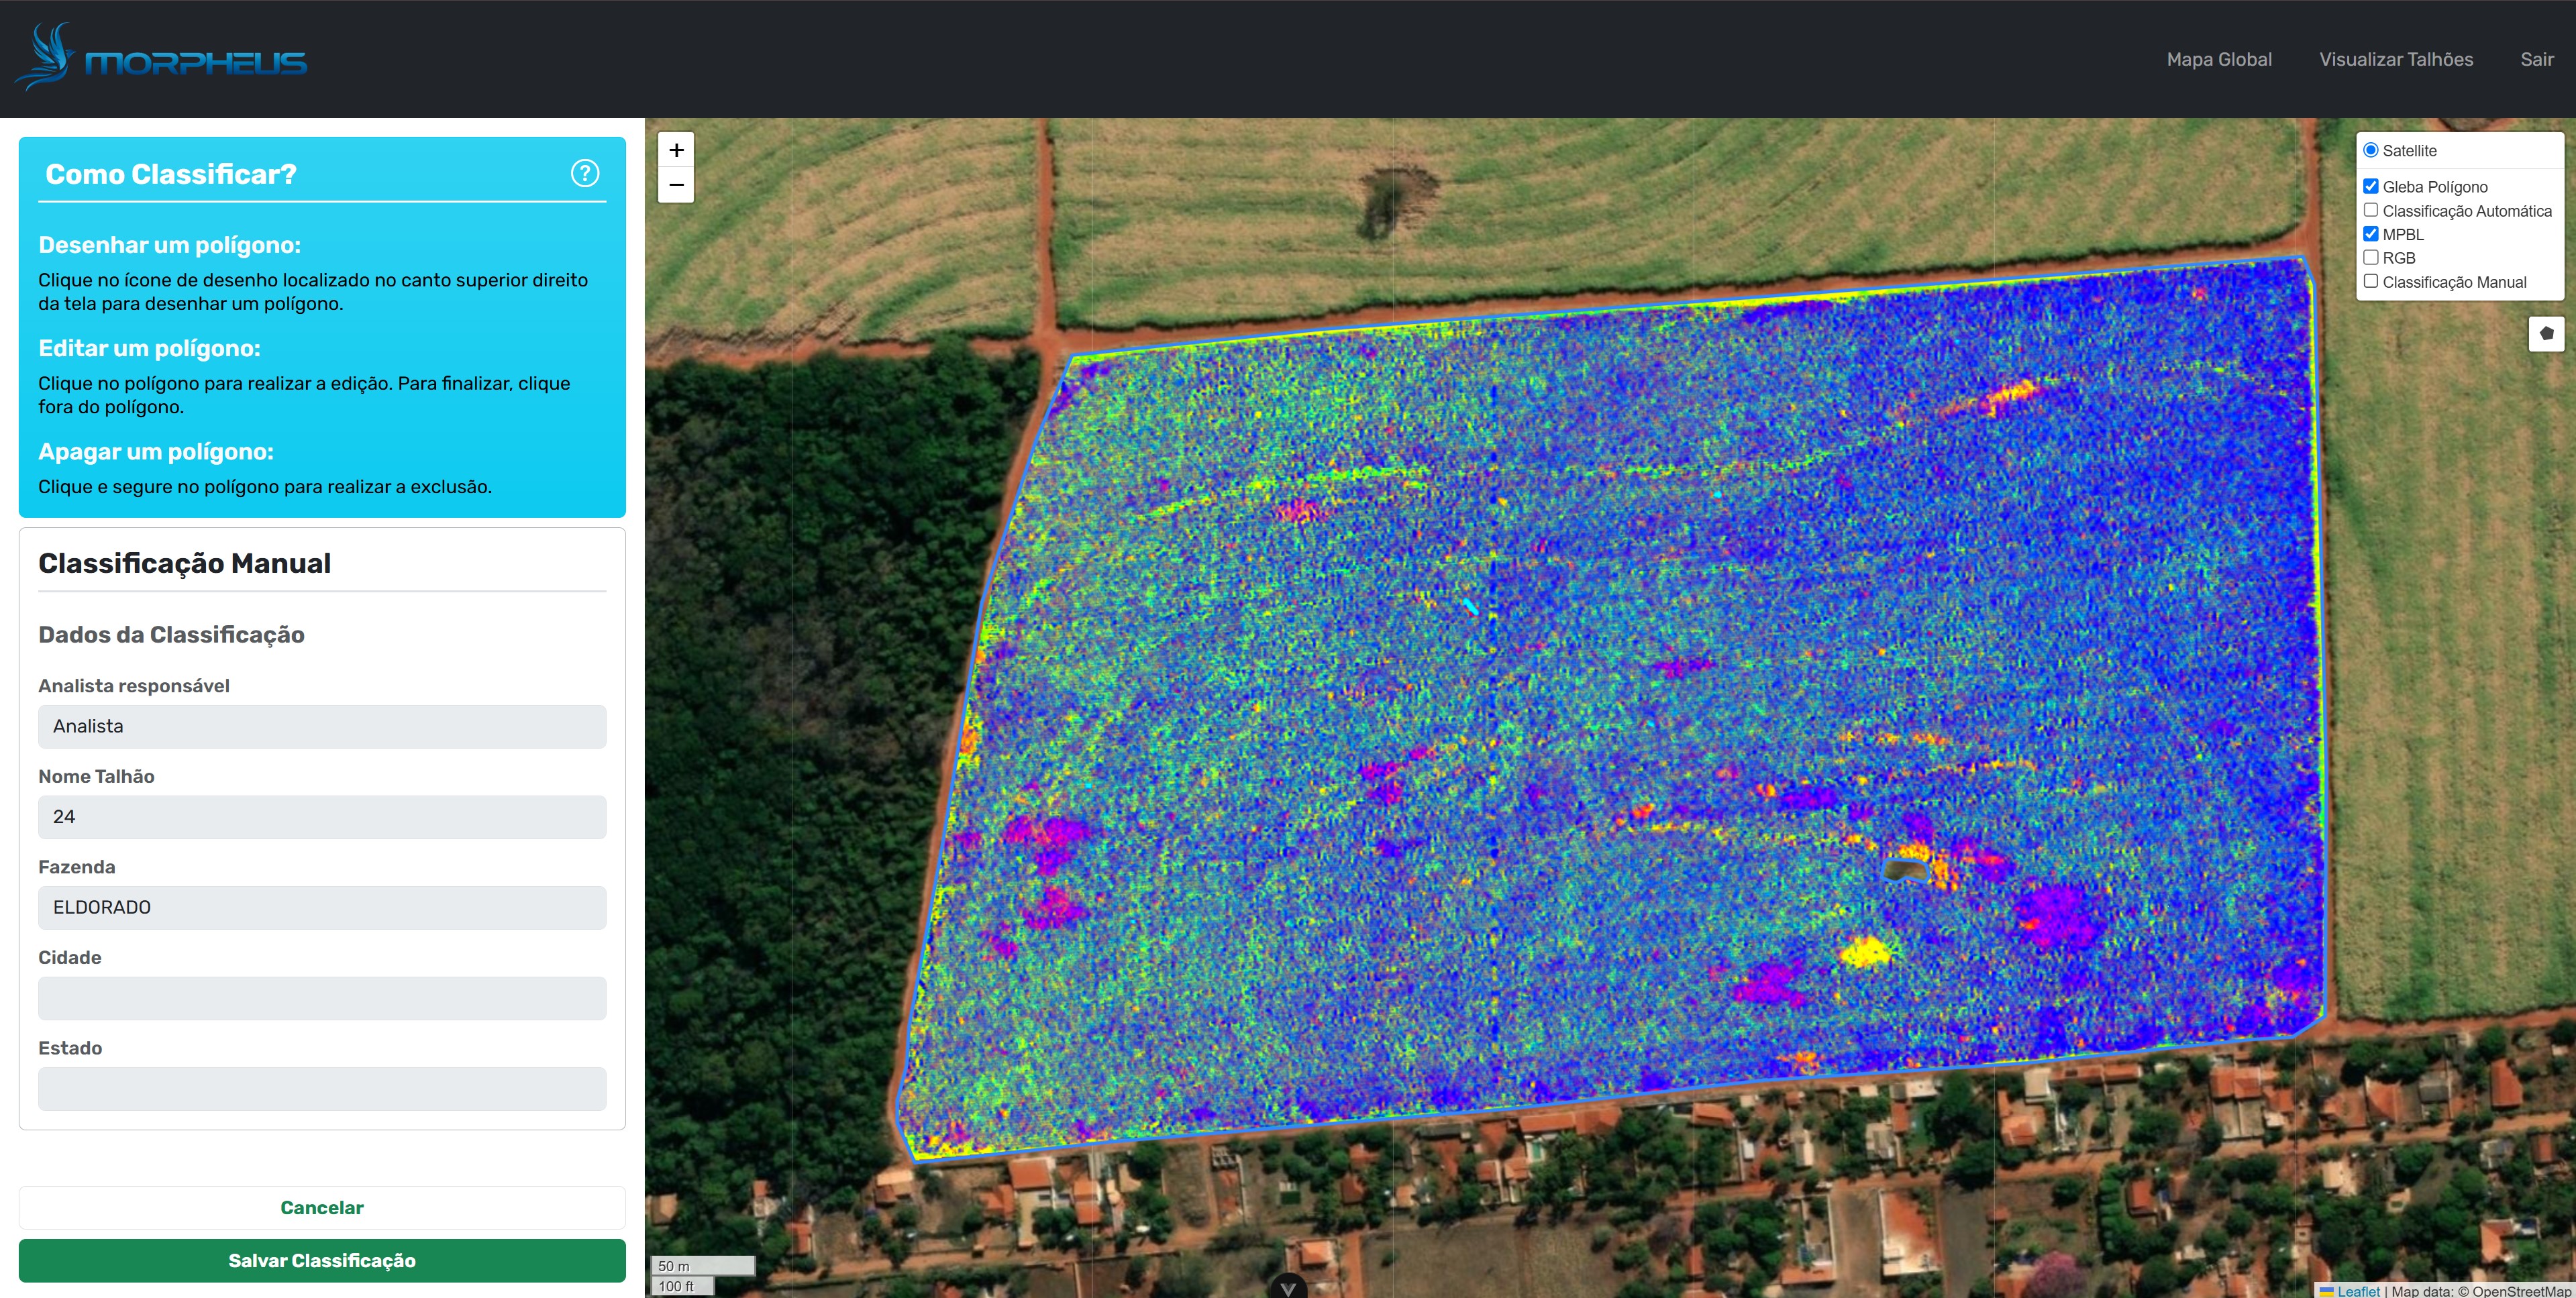 MORPHEUS
Mapa Global
Visualizar Talhões
Sair
Como Classificar?
?
Desenhar um polígono:
Clique no ícone de desenho localizado no canto superior direito
da tela para desenhar um polígono.
Editar um polígono:
Clique no polígono para realizar a edição. Para finalizar, clique
fora do polígono.
Apagar um polígono:
Clique e segure no polígono para realizar a exclusão.
Classificação Manual
Dados da Classificação
Analista responsável
Analista
Nome Talhão
24
Fazenda
ELDORADO
Cidade
Estado
Cancelar
Salvar Classificação
+
−
Satellite
Gleba Polígono
Classificação Automática
MPBL
RGB
Classificação Manual
50 m
100 ft
Leaflet | Map data: © OpenStreetMap